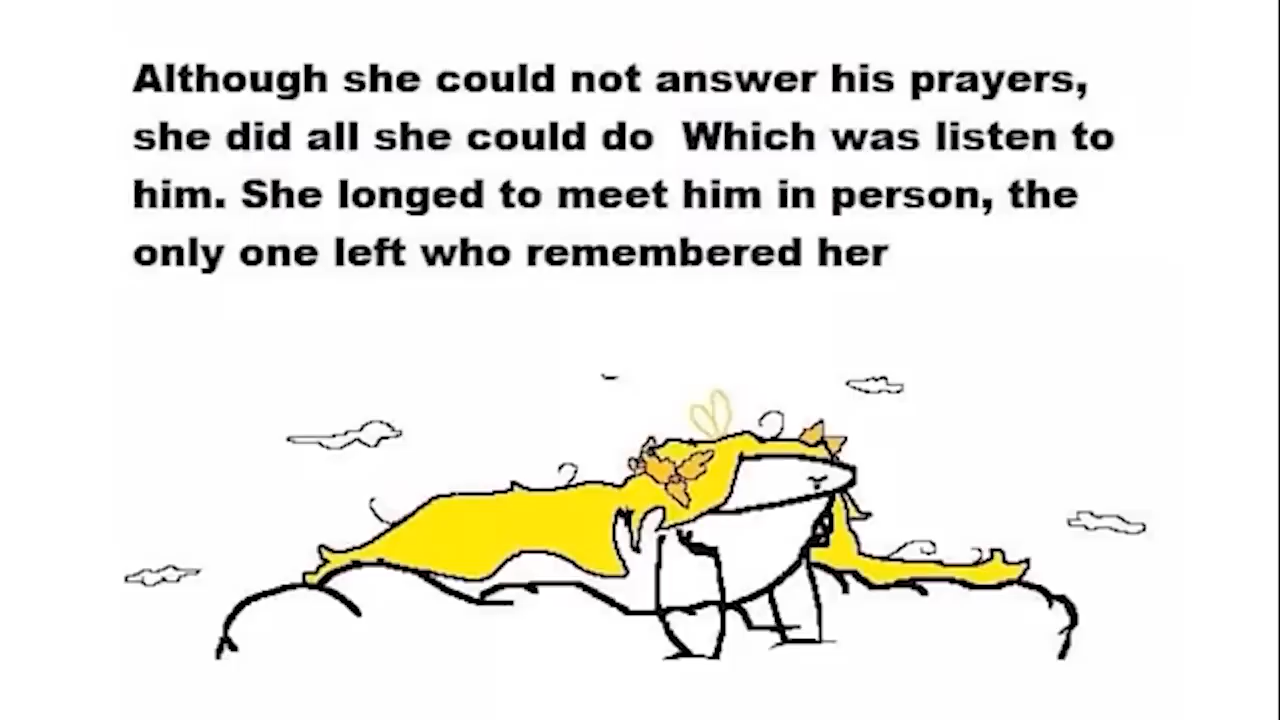 Although she could not answer his prayers,
she did all she could do  Which was listen to
him. She longed to meet him in person, the
only one left who remembered her